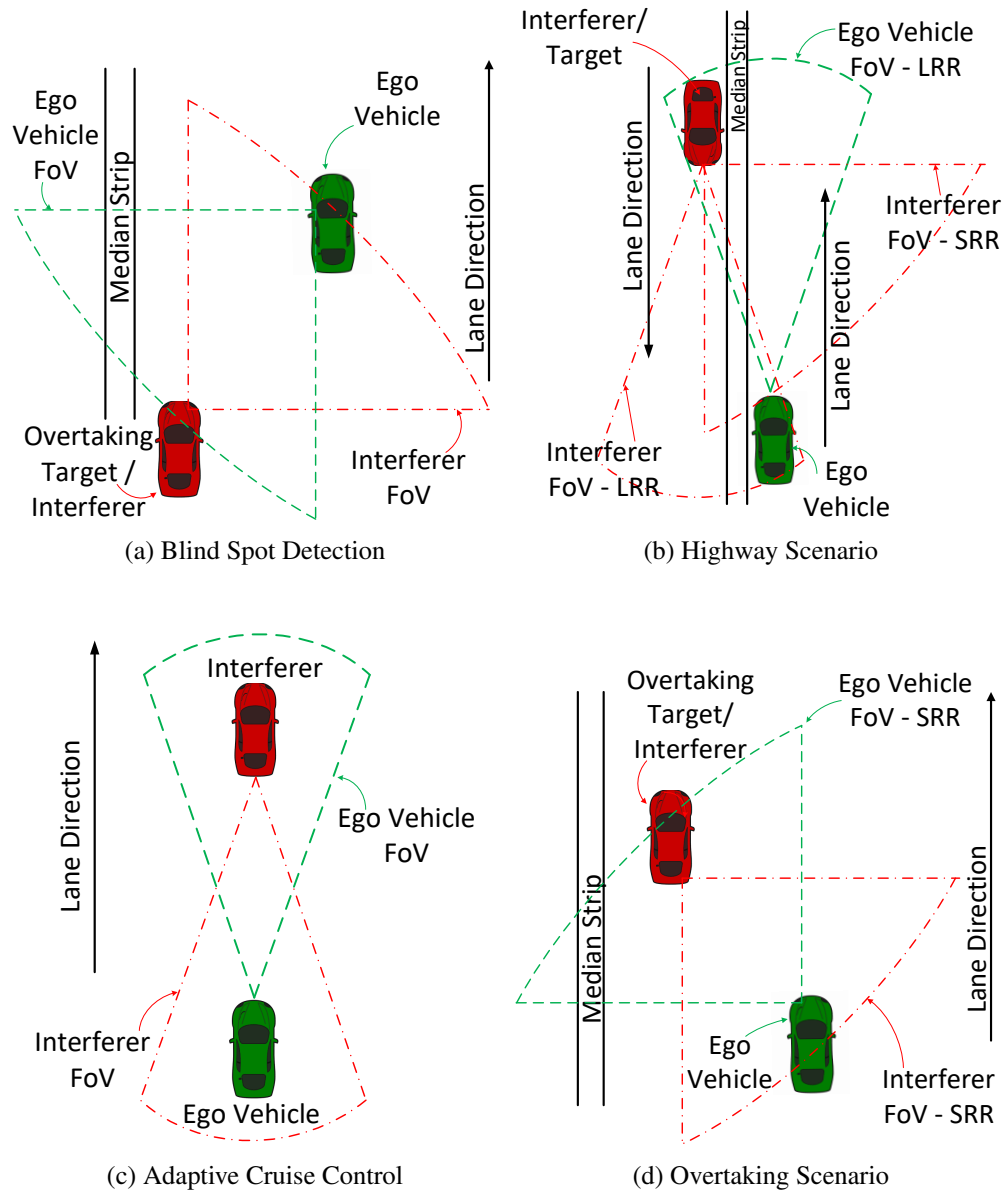 Ego
Vehicle
FoV
Median Strip
Ego
Vehicle
Lane Direction
Overtaking
Target /
Interferer
Interferer
FoV
(a) Blind Spot Detection
Interferer/
Target
Median Strip
Ego Vehicle
FoV - LRR
Lane Direction
Interferer
FoV - SRR
Lane Direction
Interferer
FoV - LRR
Ego
Vehicle
(b) Highway Scenario
Lane Direction
Interferer
Ego Vehicle
FoV
Interferer
FoV
Ego Vehicle
(c) Adaptive Cruise Control
Overtaking
Target/
Interferer
Ego Vehicle
FoV - SRR
Median Strip
Lane Direction
Ego
Vehicle
Interferer
FoV - SRR
(d) Overtaking Scenario